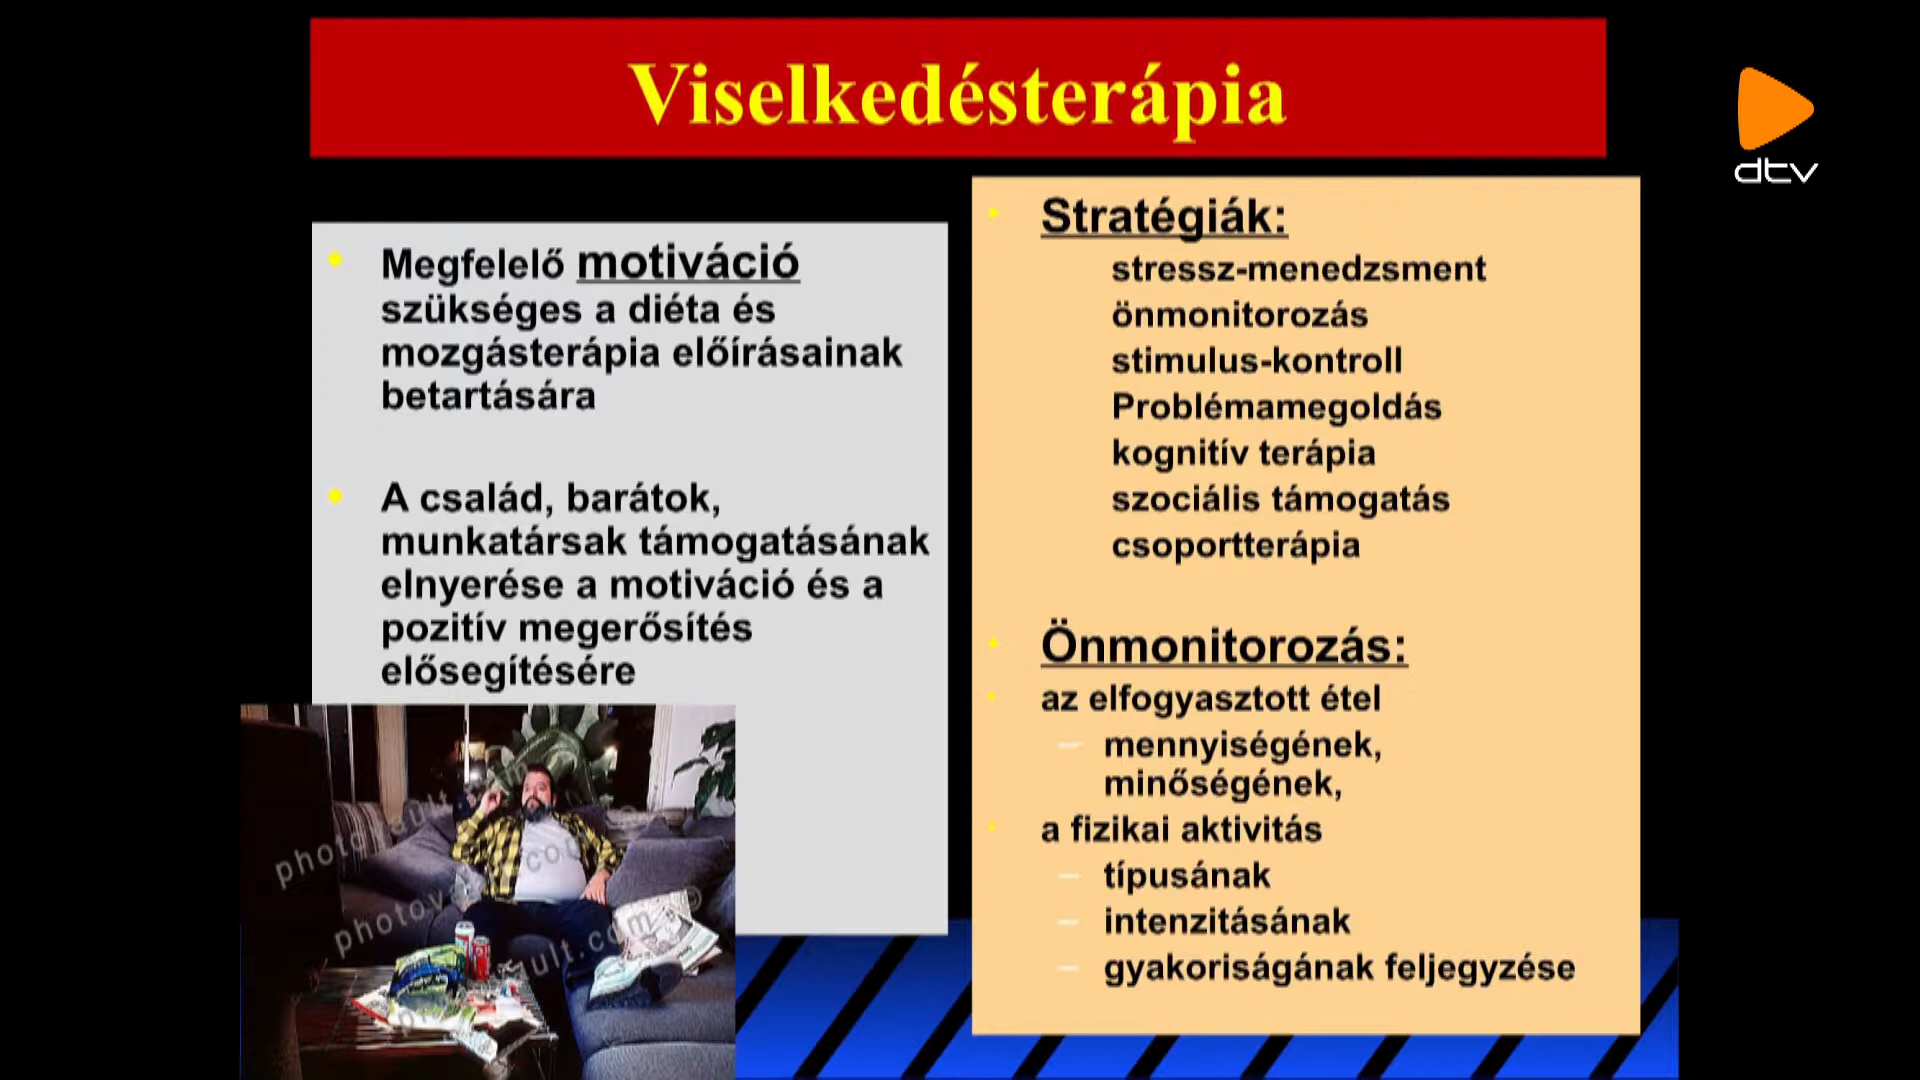 Viselkedésterápia
dtv
Megfelelő motiváció
szükséges a diéta és
mozgásterápia előírásainak
betartására
A család, barátok,
munkatársak támogatásának
elnyerése a motiváció és a
pozitív megerősítés
elősegítésére
Stratégiák:
stressz-menedzsment
önmonitorozás
stimulus-kontroll
Problémamegoldás
kognitív terápia
szociális támogatás
csoportterápia
Önmonitorozás:
az elfogyasztott étel
– mennyiségének,
minőségének,
a fizikai aktivitás
– típusának
– intenzitásának
– gyakoriságának feljegyzése